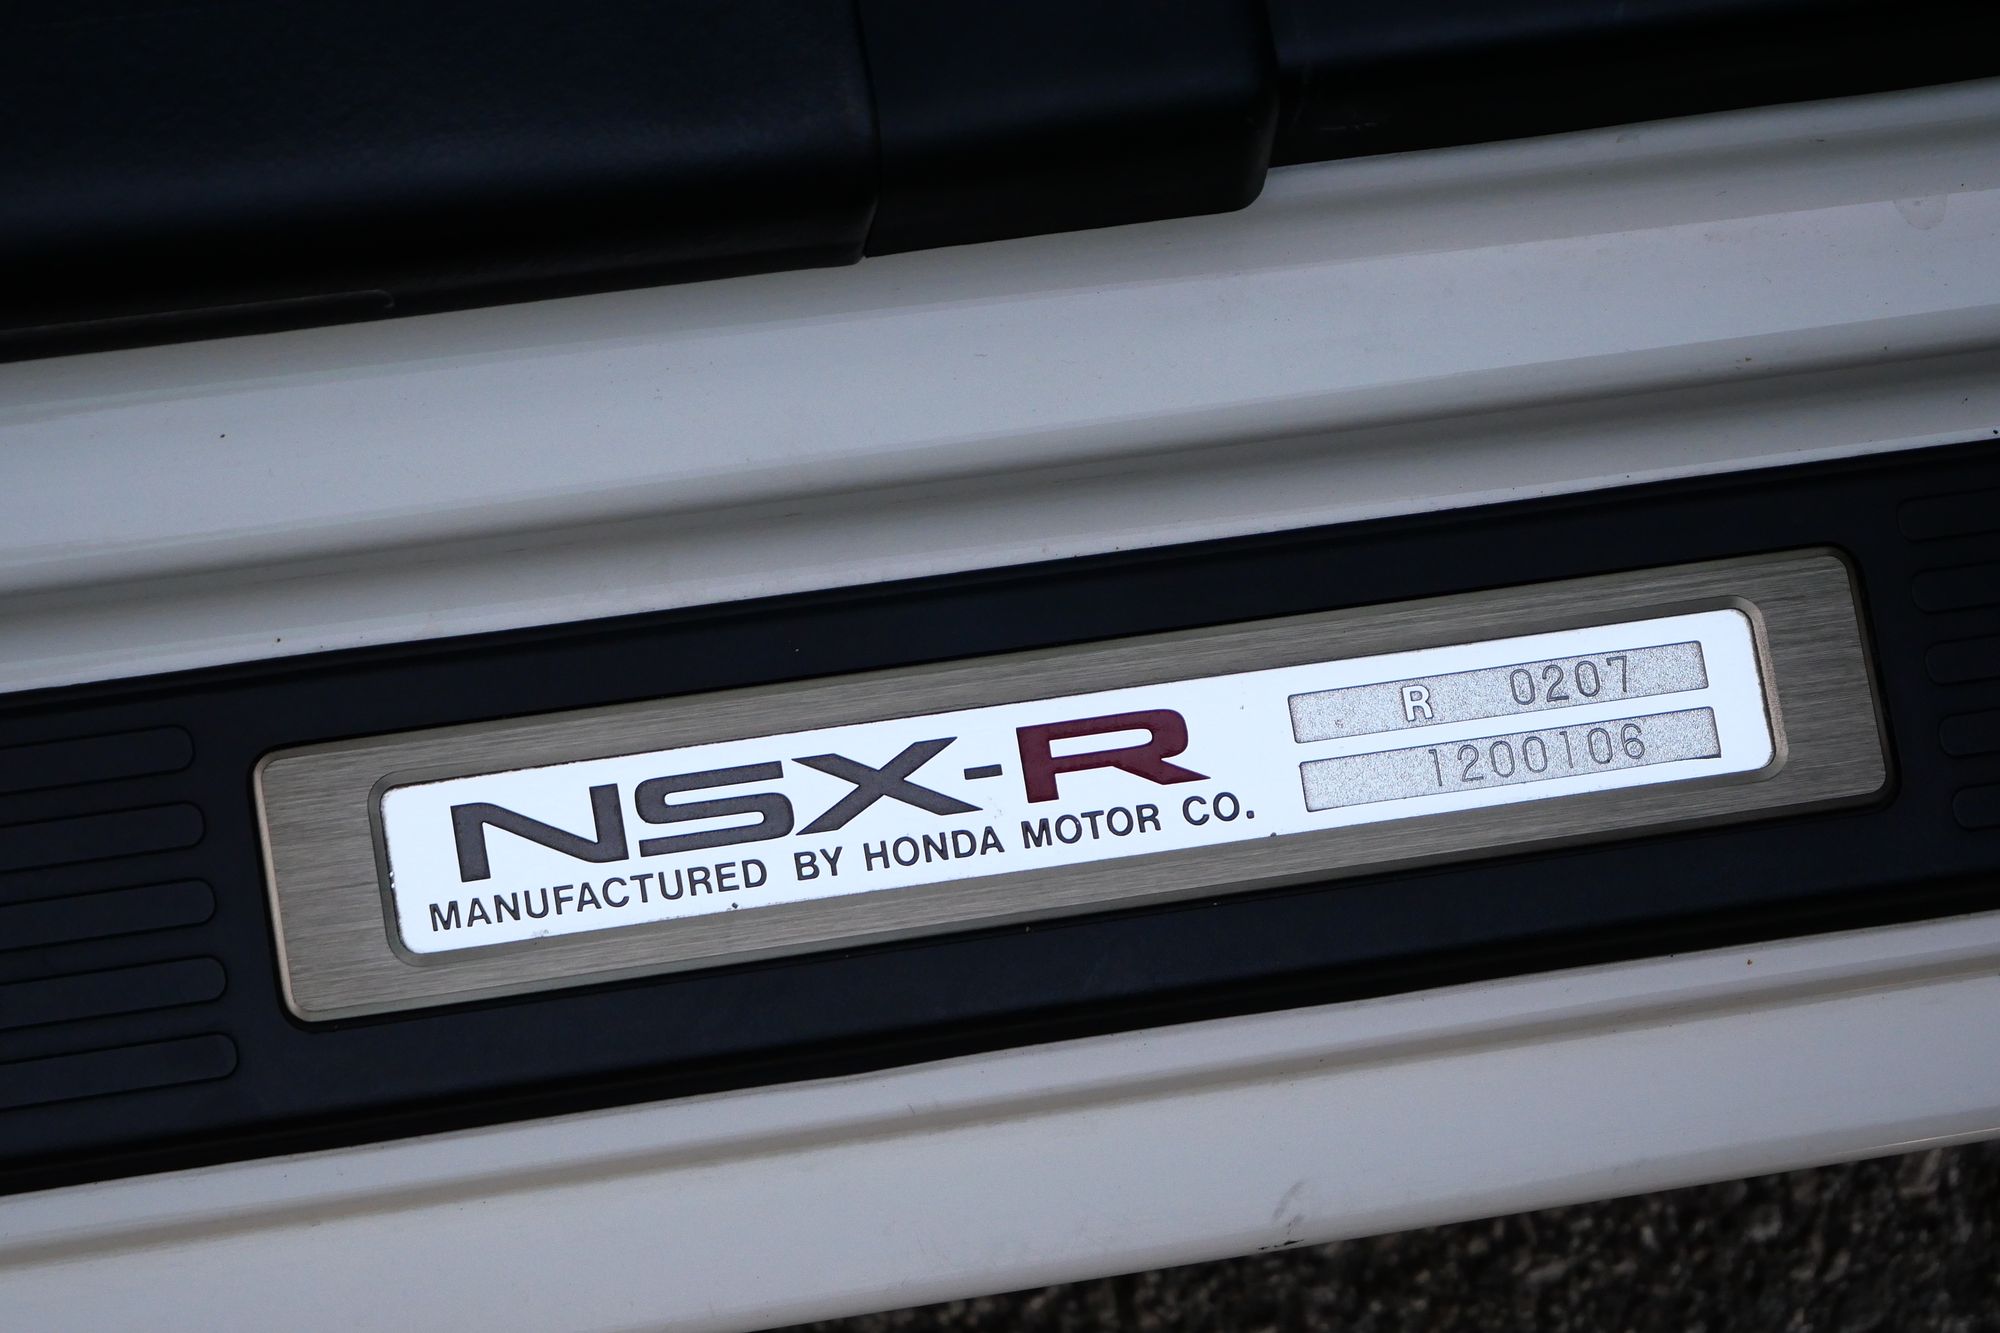 NSX-R
MANUFACTURED BY HONDA MOTOR CO.
R 0207
1200106